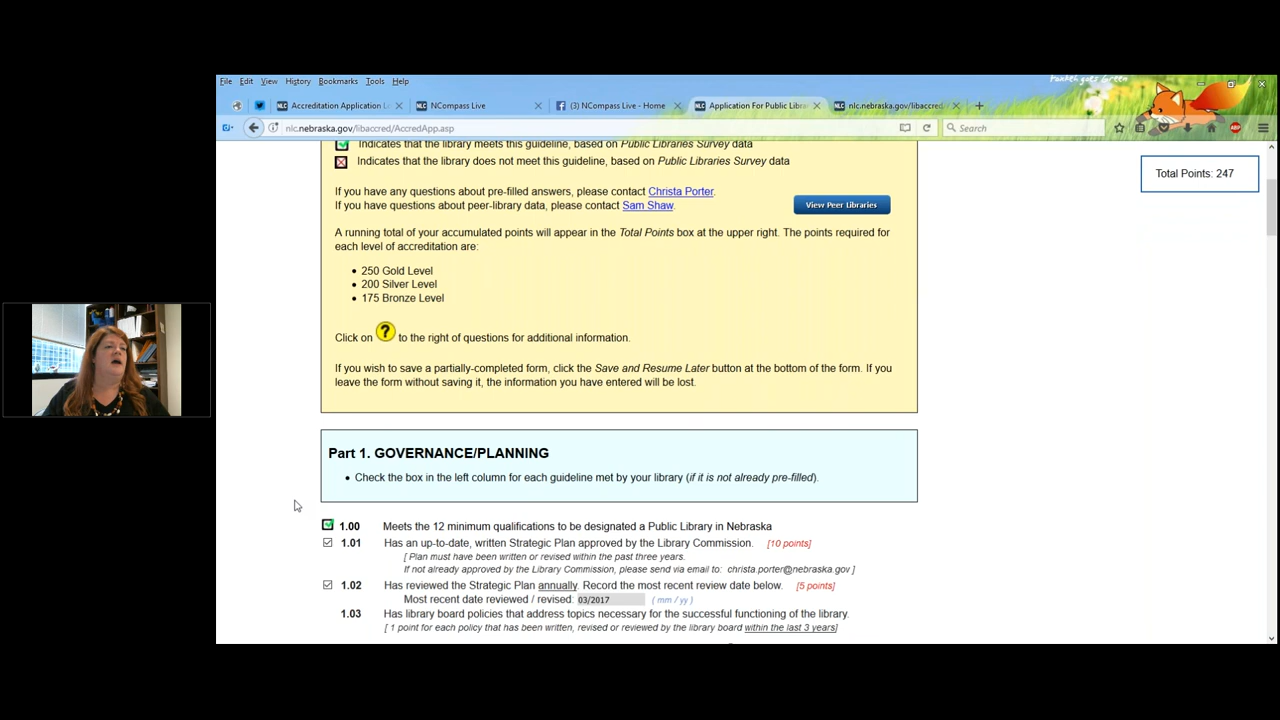 Foxkeh goes Green
File Edit View History Bookmarks Tools Help
NLC Accreditation Application L NLC NCompass Live (3) NCompass Live - Home NLC Application For Public Libra NLC nlc.nebraska.gov/libaccred/
nlc.nebraska.gov/libaccred/AccredApp.asp Search ABP
Indicates that the library meets this guideline, based on Public Libraries Survey data
Indicates that the library does not meet this guideline, based on Public Libraries Survey data
Total Points: 247
If you have any questions about pre-filled answers, please contact Christa Porter.
If you have questions about peer-library data, please contact Sam Shaw.
View Peer Libraries
A running total of your accumulated points will appear in the Total Points box at the upper right. The points required for
each level of accreditation are:
• 250 Gold Level
• 200 Silver Level
• 175 Bronze Level
Click on ? to the right of questions for additional information.
If you wish to save a partially-completed form, click the Save and Resume Later button at the bottom of the form. If you
leave the form without saving it, the information you have entered will be lost.
Part 1. GOVERNANCE/PLANNING
• Check the box in the left column for each guideline met by your library (if it is not already pre-filled).
1.00 Meets the 12 minimum qualifications to be designated a Public Library in Nebraska
1.01 Has an up-to-date, written Strategic Plan approved by the Library Commission. [10 points]
[ Plan must have been written or revised within the past three years.
If not already approved by the Library Commission, please send via email to: christa.porter@nebraska.gov ]
1.02 Has reviewed the Strategic Plan annually. Record the most recent review date below. [5 points]
Most recent date reviewed / revised: 03/2017 ( mm / yy )
1.03 Has library board policies that address topics necessary for the successful functioning of the library.
[ 1 point for each policy that has been written, revised or reviewed by the library board within the last 3 years]